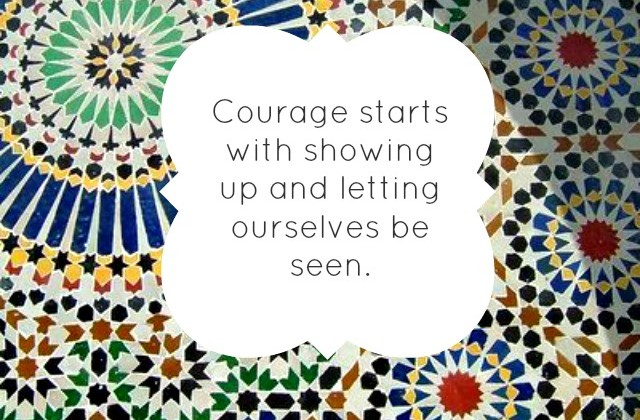 Courage starts
with showing
up and letting
ourselves be
seen.